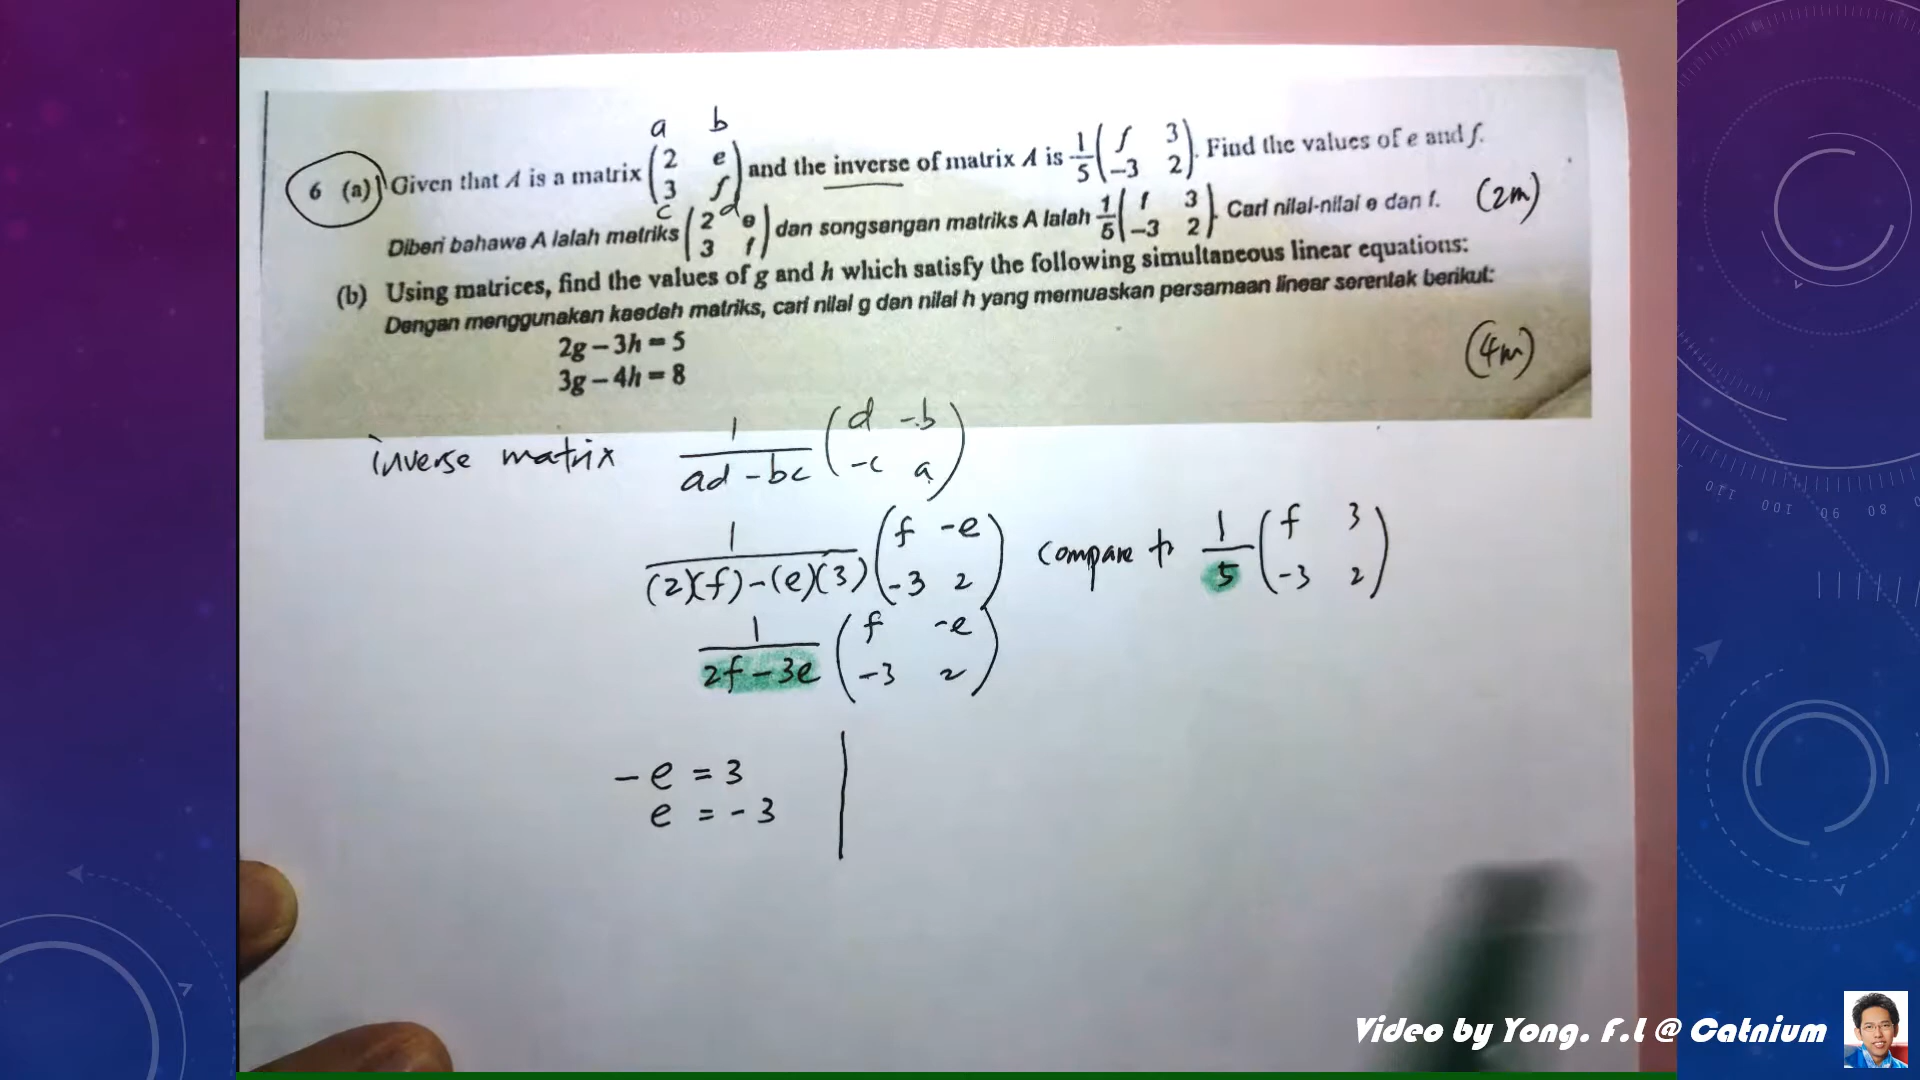 a b
6 (a) Given that A is a matrix (2 e 3 f) and the inverse of matrix A is 1/5 (f 3 -3 2). Find the values of e and f.
c d
Diberi bahawa A Ialah matriks (2 e 3 f) dan songsangan matriks A Ialah 1/5 (f 3 -3 2). Cari nilai-nilai e dan f. (2m)
(b) Using matrices, find the values of g and h which satisfy the following simultaneous linear equations:
Dengan menggunakan kaedah matriks, cari nilai g dan nilai h yang memuaskan persamaan linear serentak berikut:
2g – 3h = 5
3g – 4h = 8
(4m)
inverse matrix 1/(ad - bc) (d -b -c a)
1/((2)(f)-(e)(3)) (f -e -3 2) compare to 1/5 (f 3 -3 2)
1/(2f-3e) (f -e -3 2)
-e = 3
e = -3
110 100 90 80
Video by Yong. F.L @ Catnium